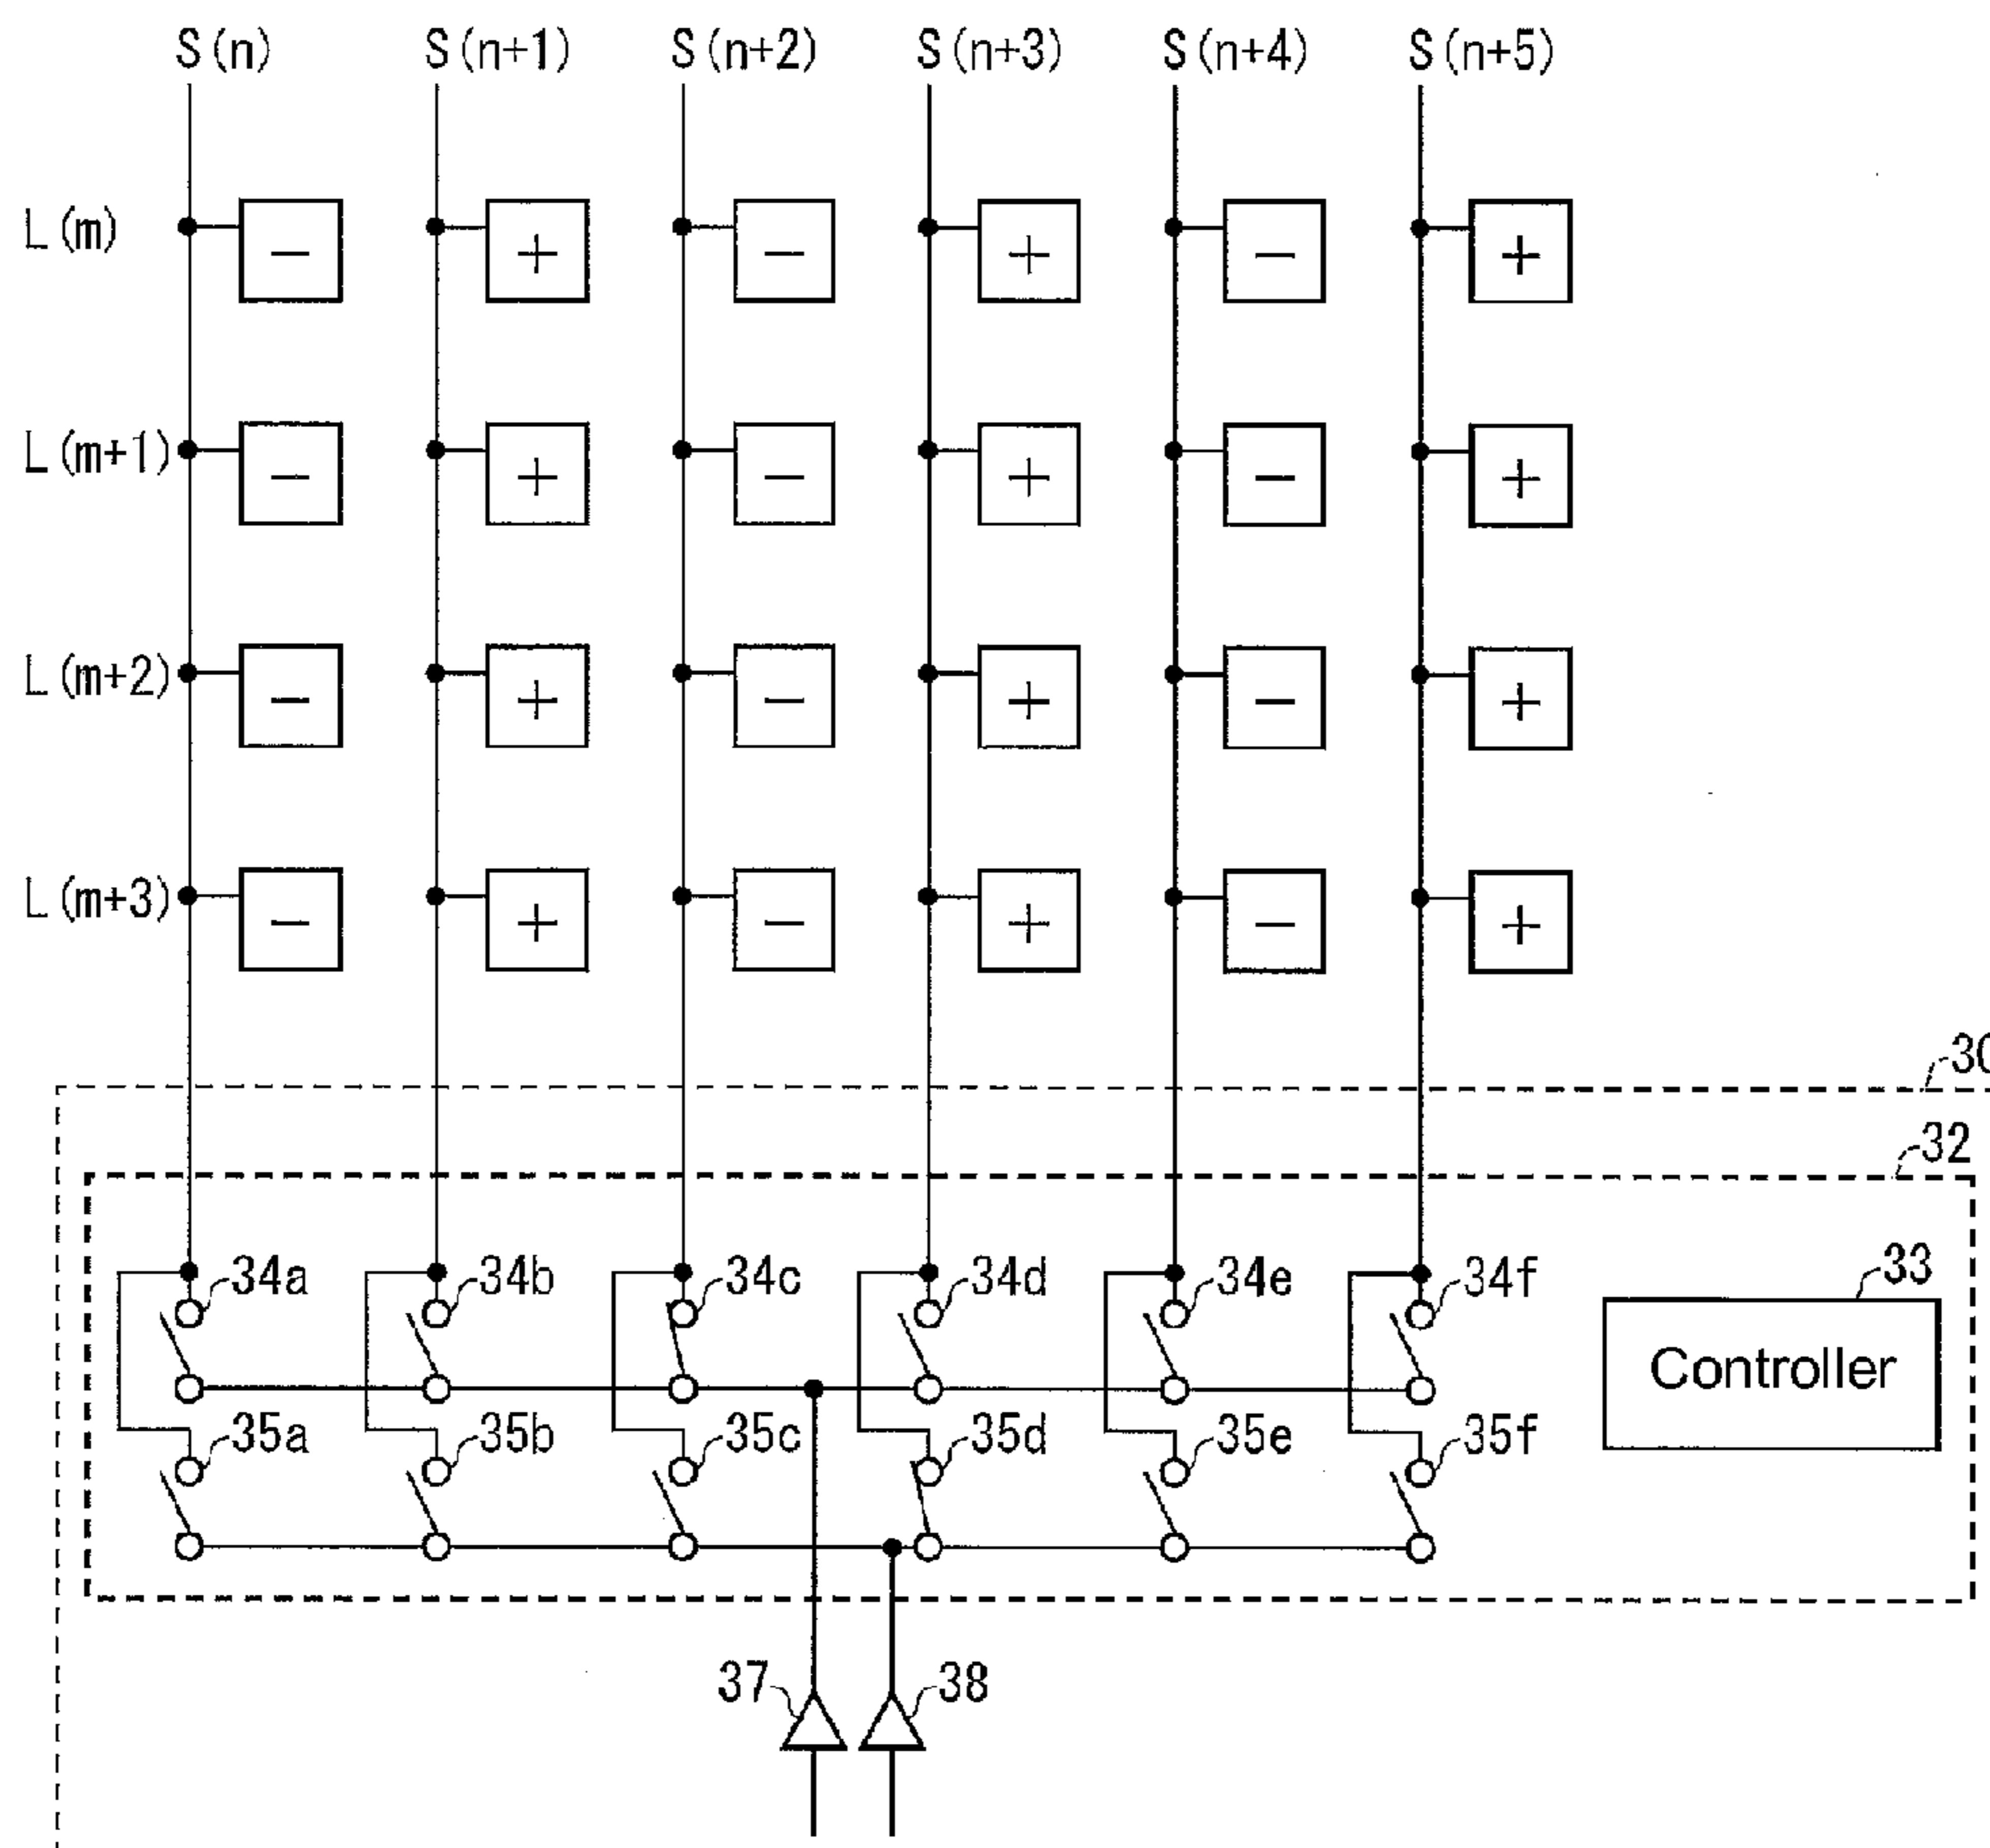 S(n) S(n+1) S(n+2) S(n+3) S(n+4) S(n+5)
L(m) − + − + − +
L(m+1) − + − + − +
L(m+2) − + − + − +
L(m+3) − + − + − +
30
32
34a 34b 34c 34d 34e 34f 33
Controller
35a 35b 35c 35d 35e 35f
37 38